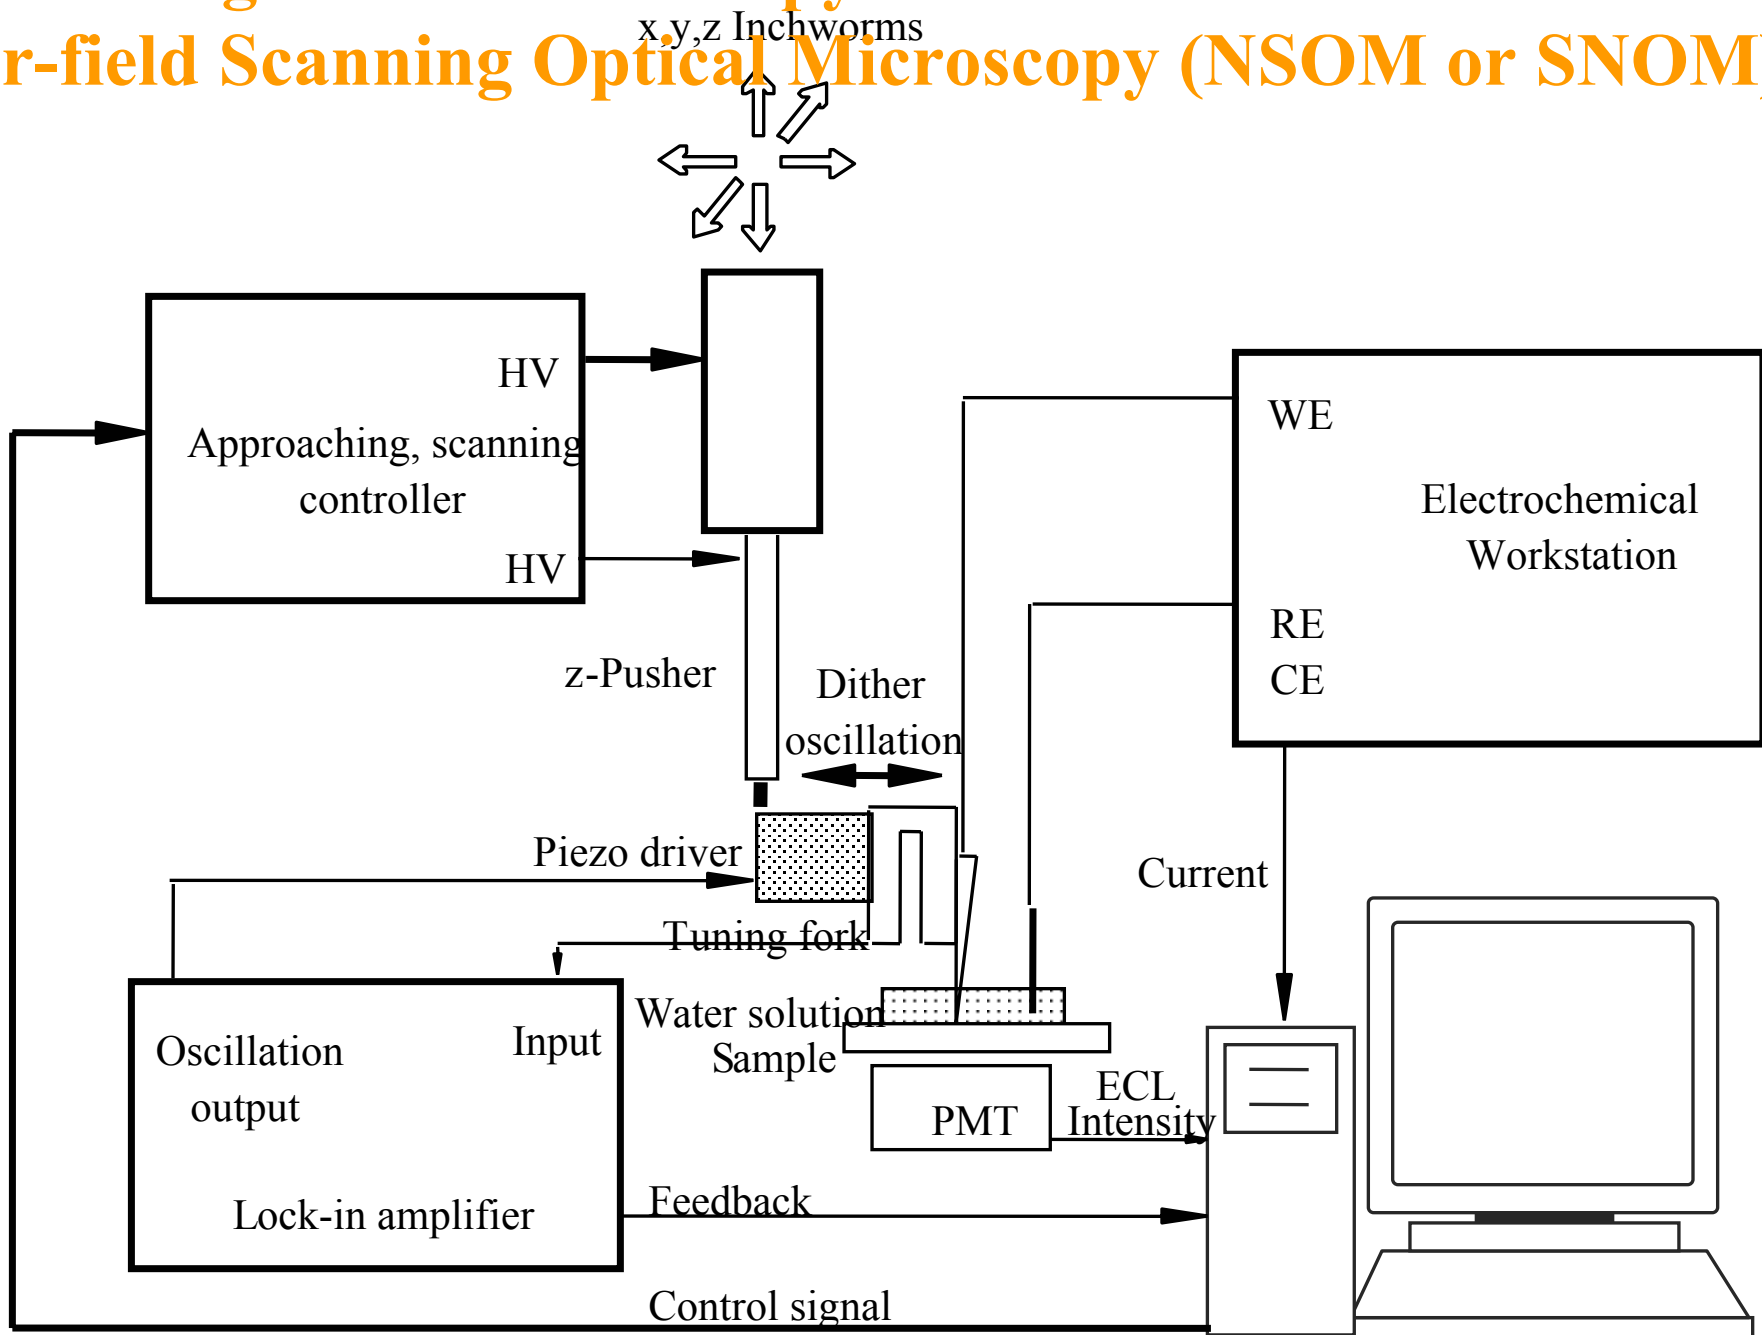 x,y,z Inchworms
r-field Scanning Optical Microscopy (NSOM or SNOM)
HV
Approaching, scanning
controller
HV
WE
Electrochemical
Workstation
RE
CE
z-Pusher
Dither
oscillation
Piezo driver
Current
Tuning fork
Water solution
Sample
Input
Oscillation
output
ECL
Intensity
PMT
Lock-in amplifier
Feedback
Control signal